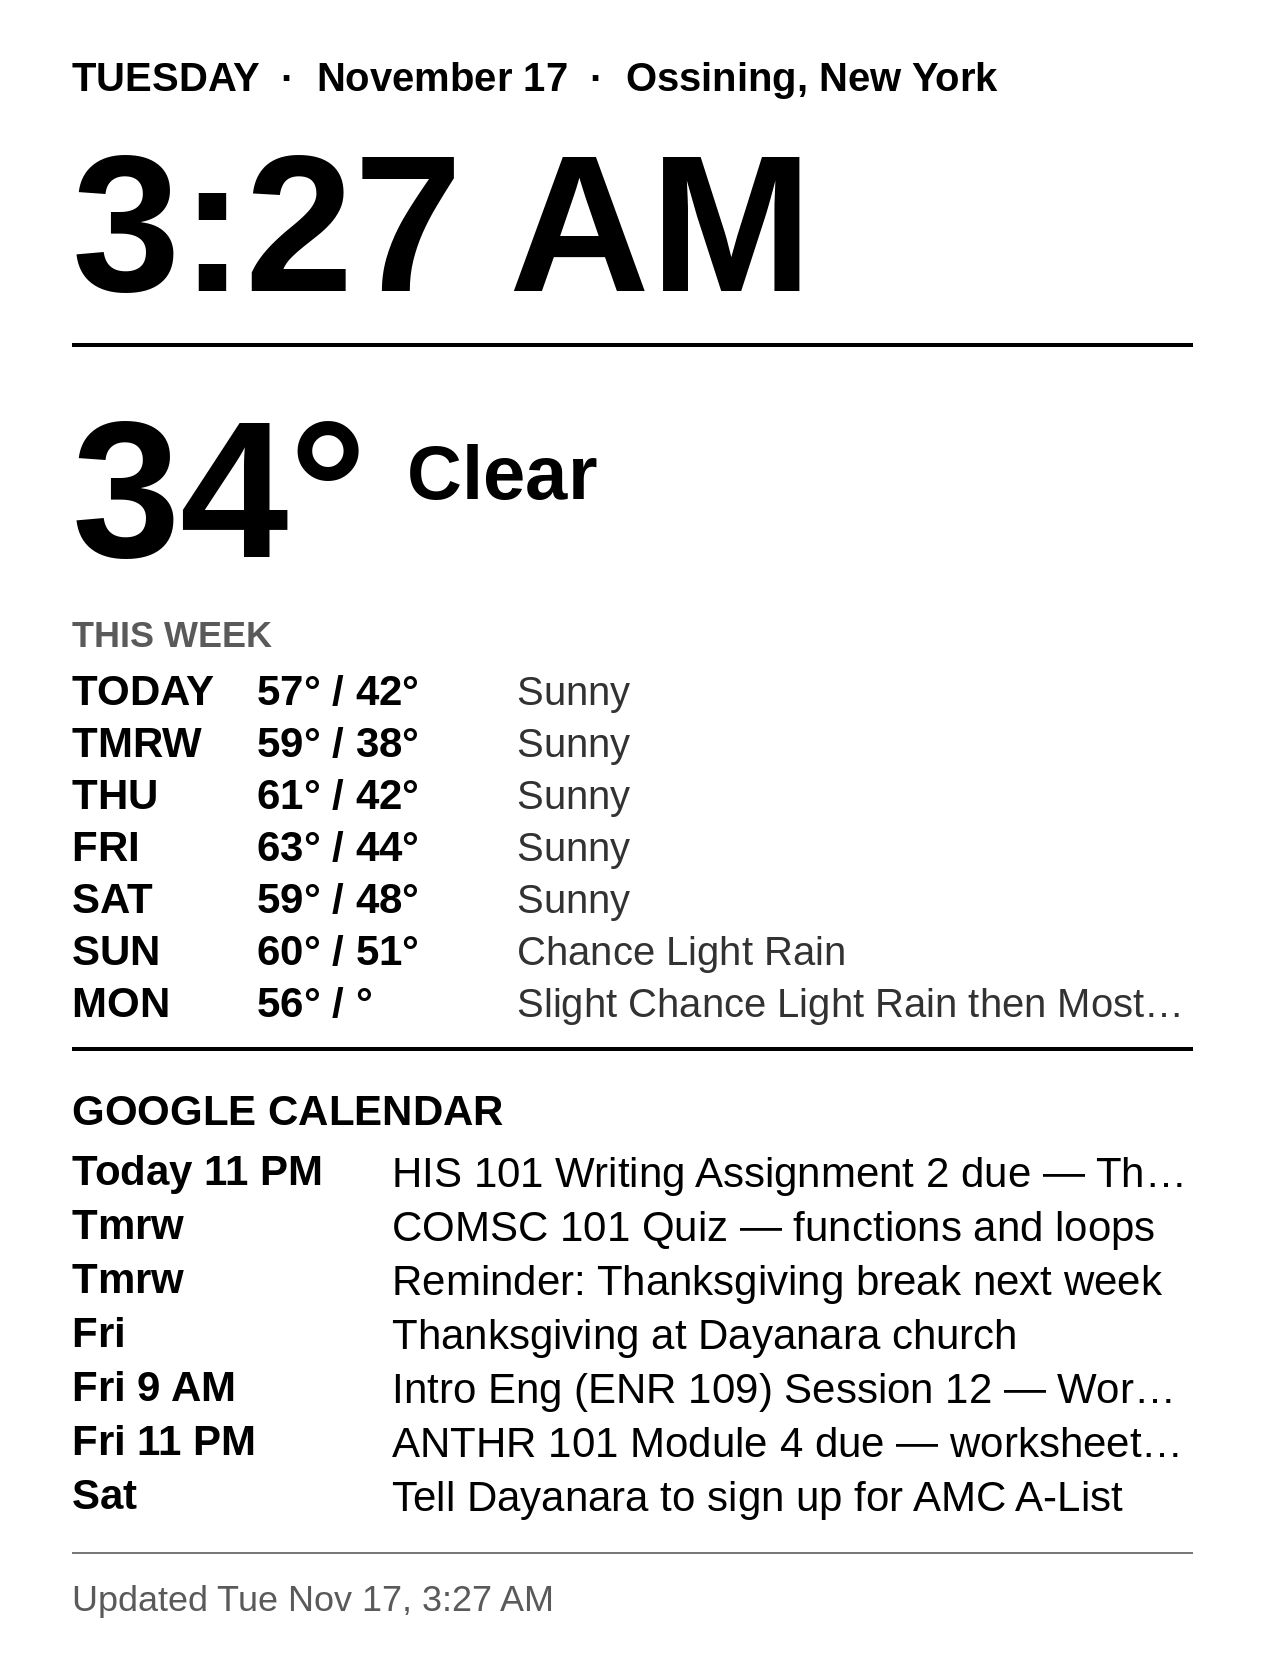 TUESDAY · November 17 · Ossining, New York
3:27 AM
34° Clear
THIS WEEK
TODAY 57° / 42° Sunny
TMRW 59° / 38° Sunny
THU 61° / 42° Sunny
FRI 63° / 44° Sunny
SAT 59° / 48° Sunny
SUN 60° / 51° Chance Light Rain
MON 56° / ° Slight Chance Light Rain then Most…
GOOGLE CALENDAR
Today 11 PM HIS 101 Writing Assignment 2 due — Th…
Tmrw COMSC 101 Quiz — functions and loops
Tmrw Reminder: Thanksgiving break next week
Fri Thanksgiving at Dayanara church
Fri 9 AM Intro Eng (ENR 109) Session 12 — Wor…
Fri 11 PM ANTHR 101 Module 4 due — worksheet…
Sat Tell Dayanara to sign up for AMC A-List
Updated Tue Nov 17, 3:27 AM